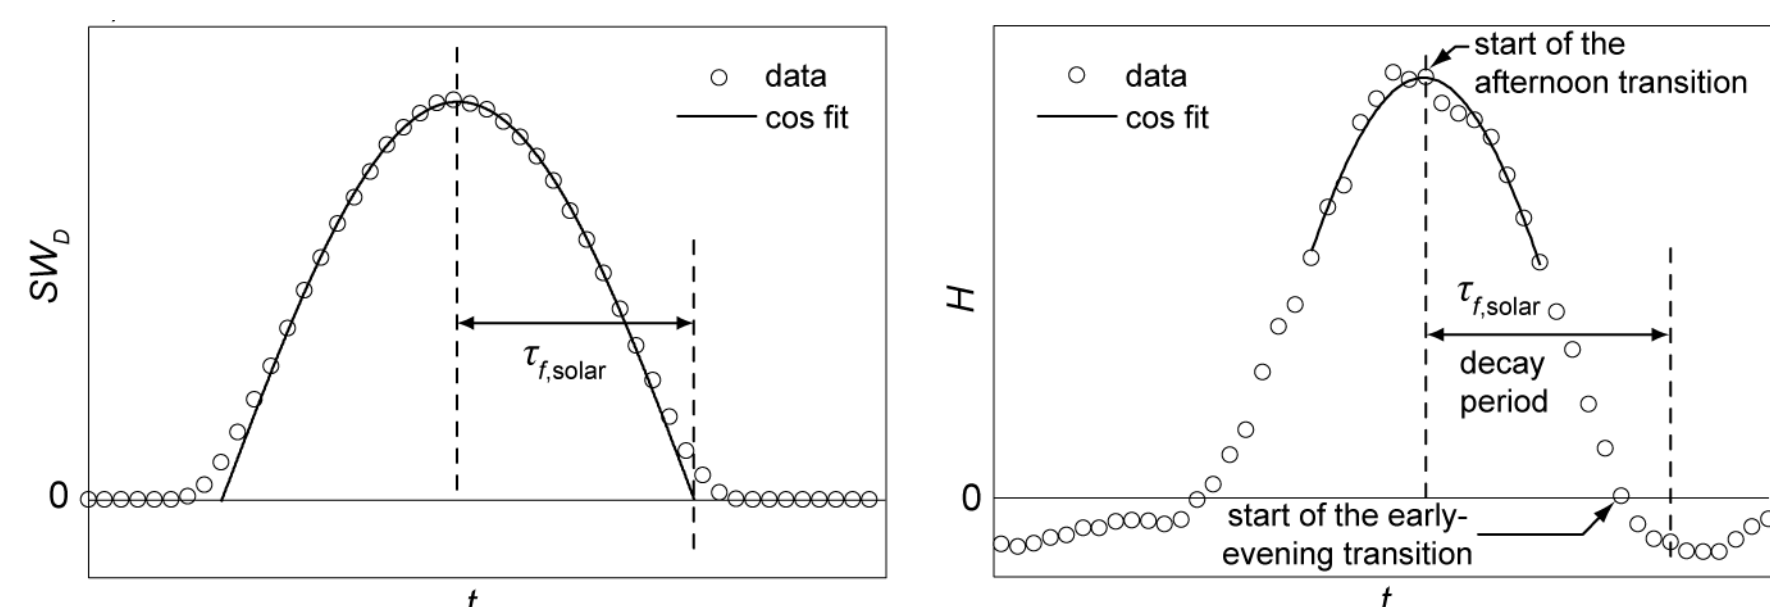 data
cos fit
SW_D
τ_f,solar
0
t
start of the
afternoon transition
data
cos fit
H
τ_f,solar
decay
period
0
start of the early-
evening transition
t